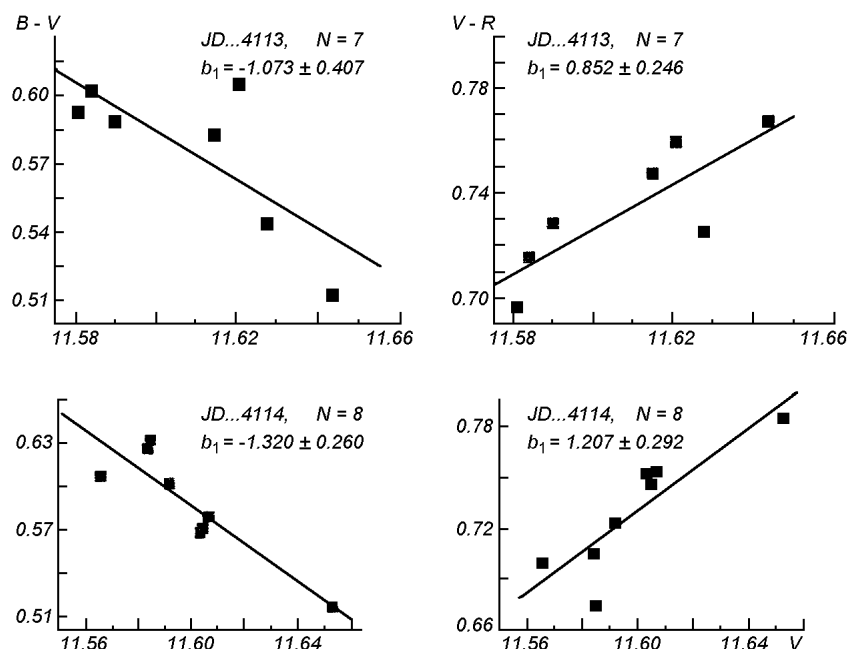 B - V
JD...4113, N = 7
b1 = -1.073 ± 0.407
0.60
0.57
0.54
0.51
11.58 11.62 11.66
V - R
JD...4113, N = 7
b1 = 0.852 ± 0.246
0.78
0.74
0.70
11.58 11.62 11.66
JD...4114, N = 8
b1 = -1.320 ± 0.260
0.63
0.57
0.51
11.56 11.60 11.64
JD...4114, N = 8
b1 = 1.207 ± 0.292
0.78
0.72
0.66
11.56 11.60 11.64 V